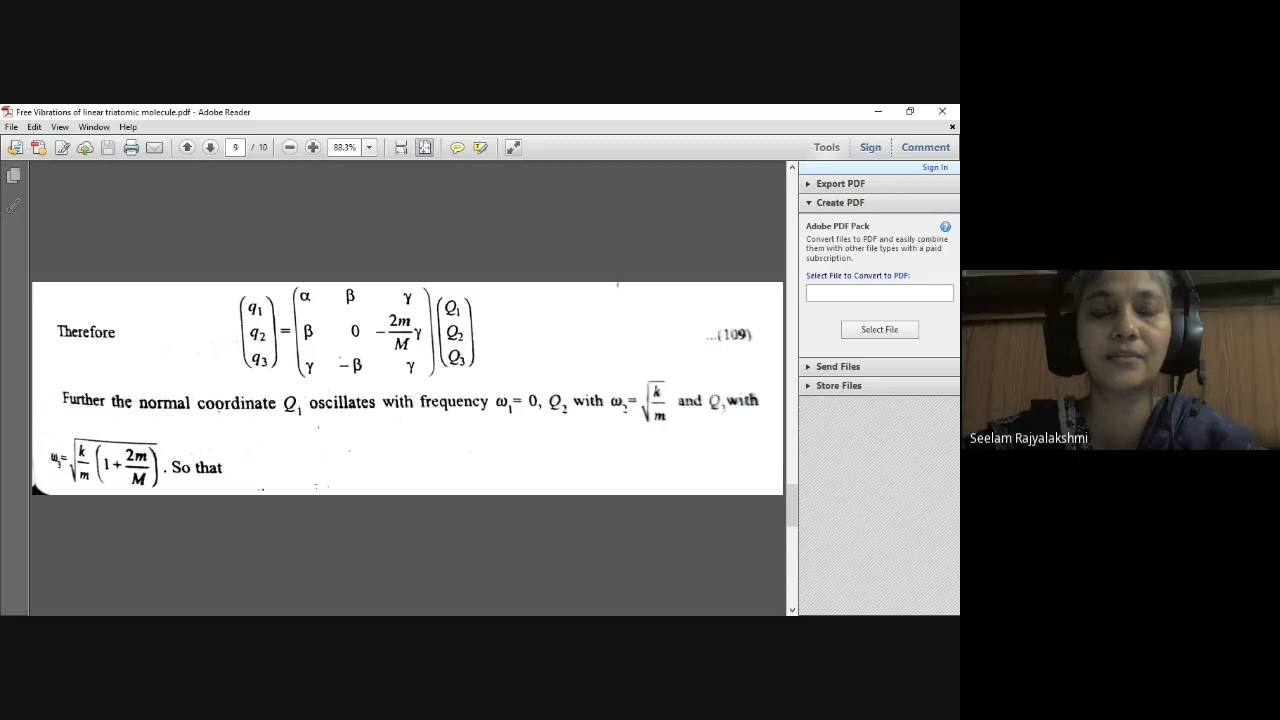 Free Vibrations of linear triatomic molecule.pdf - Adobe Reader
File Edit View Window Help
9 / 10 88.3% Tools Sign Comment
Sign In
Export PDF
Create PDF
Adobe PDF Pack
Convert files to PDF and easily combine
them with other file types with a paid
subscription.
Select File to Convert to PDF:
Select File
Send Files
Store Files
Therefore (q₁ q₂ q₃) = (α β γ; β 0 −2m/M γ; γ −β γ) (Q₁ Q₂ Q₃) ...(109)
Further the normal coordinate Q₁ oscillates with frequency ω₁= 0, Q₂ with ω₂= √(k/m) and Q₃ with
ω₃= √(k/m (1+ 2m/M)) . So that
Seelam Rajyalakshmi